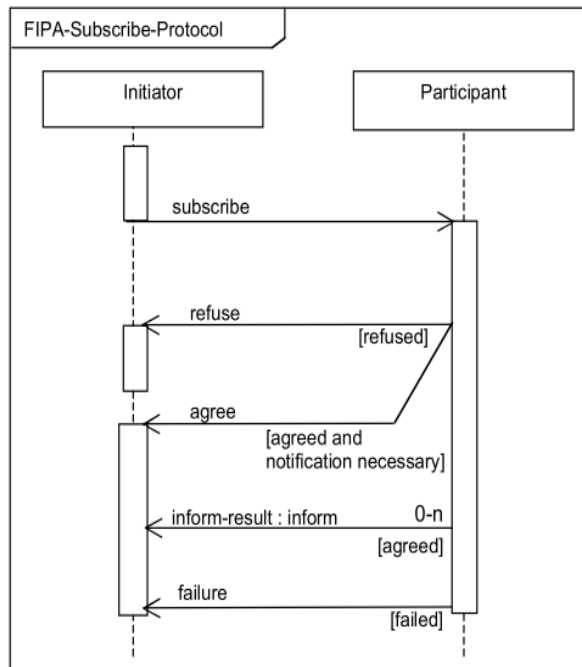 FIPA-Subscribe-Protocol
Initiator
Participant
subscribe
refuse
[refused]
agree
[agreed and
notification necessary]
inform-result : inform
0-n
[agreed]
failure
[failed]